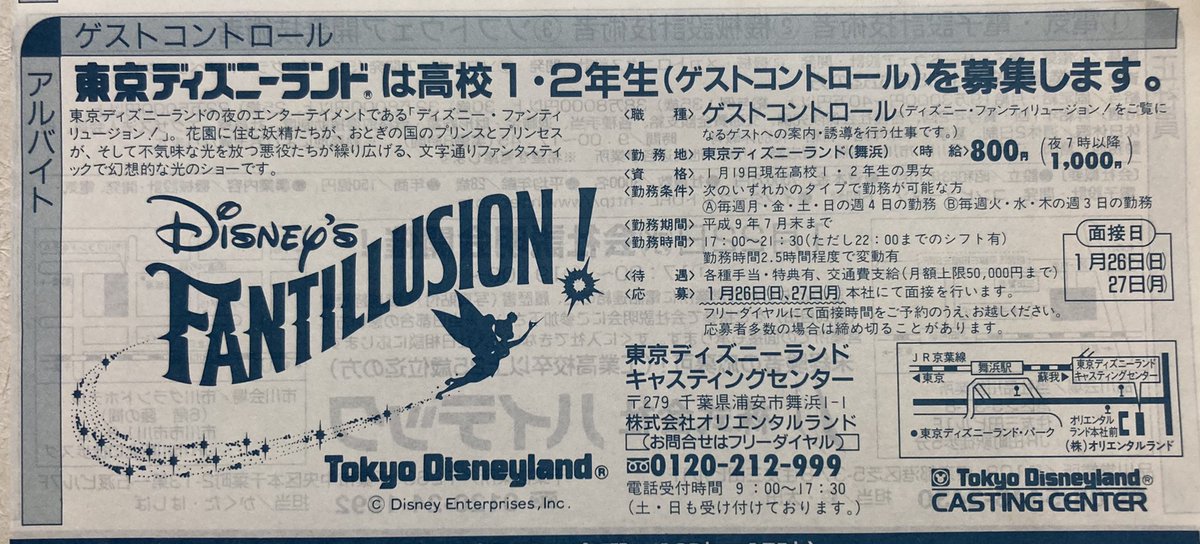 ゲストコントロール
アルバイト
東京ディズニーランド®は高校1・2年生(ゲストコントロール)を募集します。
東京ディズニーランドの夜のエンターテイメントである「ディズニー・ファンティ
リュージョン!」。花園に住む妖精たちが、おとぎの国のプリンスとプリンセス
が、そして不気味な光を放つ悪役たちが繰り広げる、文字通りファンタスティ
ックで幻想的な光のショーです。
DISNEY'S
FANTILLUSION!
Tokyo Disneyland®
© Disney Enterprises, Inc.
〈職種〉ゲストコントロール(ディズニー・ファンティリュージョン!をご覧に
なるゲストへの案内・誘導を行う仕事です。)
〈勤務地〉東京ディズニーランド(舞浜)〈時給〉800円(夜7時以降1,000円)
〈資格〉1月19日現在高校1・2年生の男女
〈勤務条件〉次のいずれかのタイプで勤務が可能な方
Ⓐ毎週月・金・土・日の週4日の勤務 Ⓑ毎週火・水・木の週3日の勤務
〈勤務期間〉平成9年7月末まで
〈勤務時間〉17:00〜21:30(ただし22:00までのシフト有)
勤務時間2.5時間程度で変動有
〈待遇〉各種手当・特典有、交通費支給(月額上限50,000円まで)
〈応募〉1月26日(日)、27日(月)本社にて面接を行います。
フリーダイヤルにて面接時間をご予約のうえ、お越しください。
応募者多数の場合は締め切ることがあります。
面接日
1月26日(日)
27日(月)
東京ディズニーランド
キャスティングセンター
〒279 千葉県浦安市舞浜1-1
株式会社オリエンタルランド
〔お問合せはフリーダイヤル〕
0120-212-999
電話受付時間 9:00〜17:30
(土・日も受け付けております。)
JR京葉線
舞浜駅
東京ディズニーランド
キャスティングセンター
東京
蘇我
●東京ディズニーランド・パーク
オリエンタル
ランド本社前
(株)オリエンタルランド
Tokyo Disneyland®
CASTING CENTER